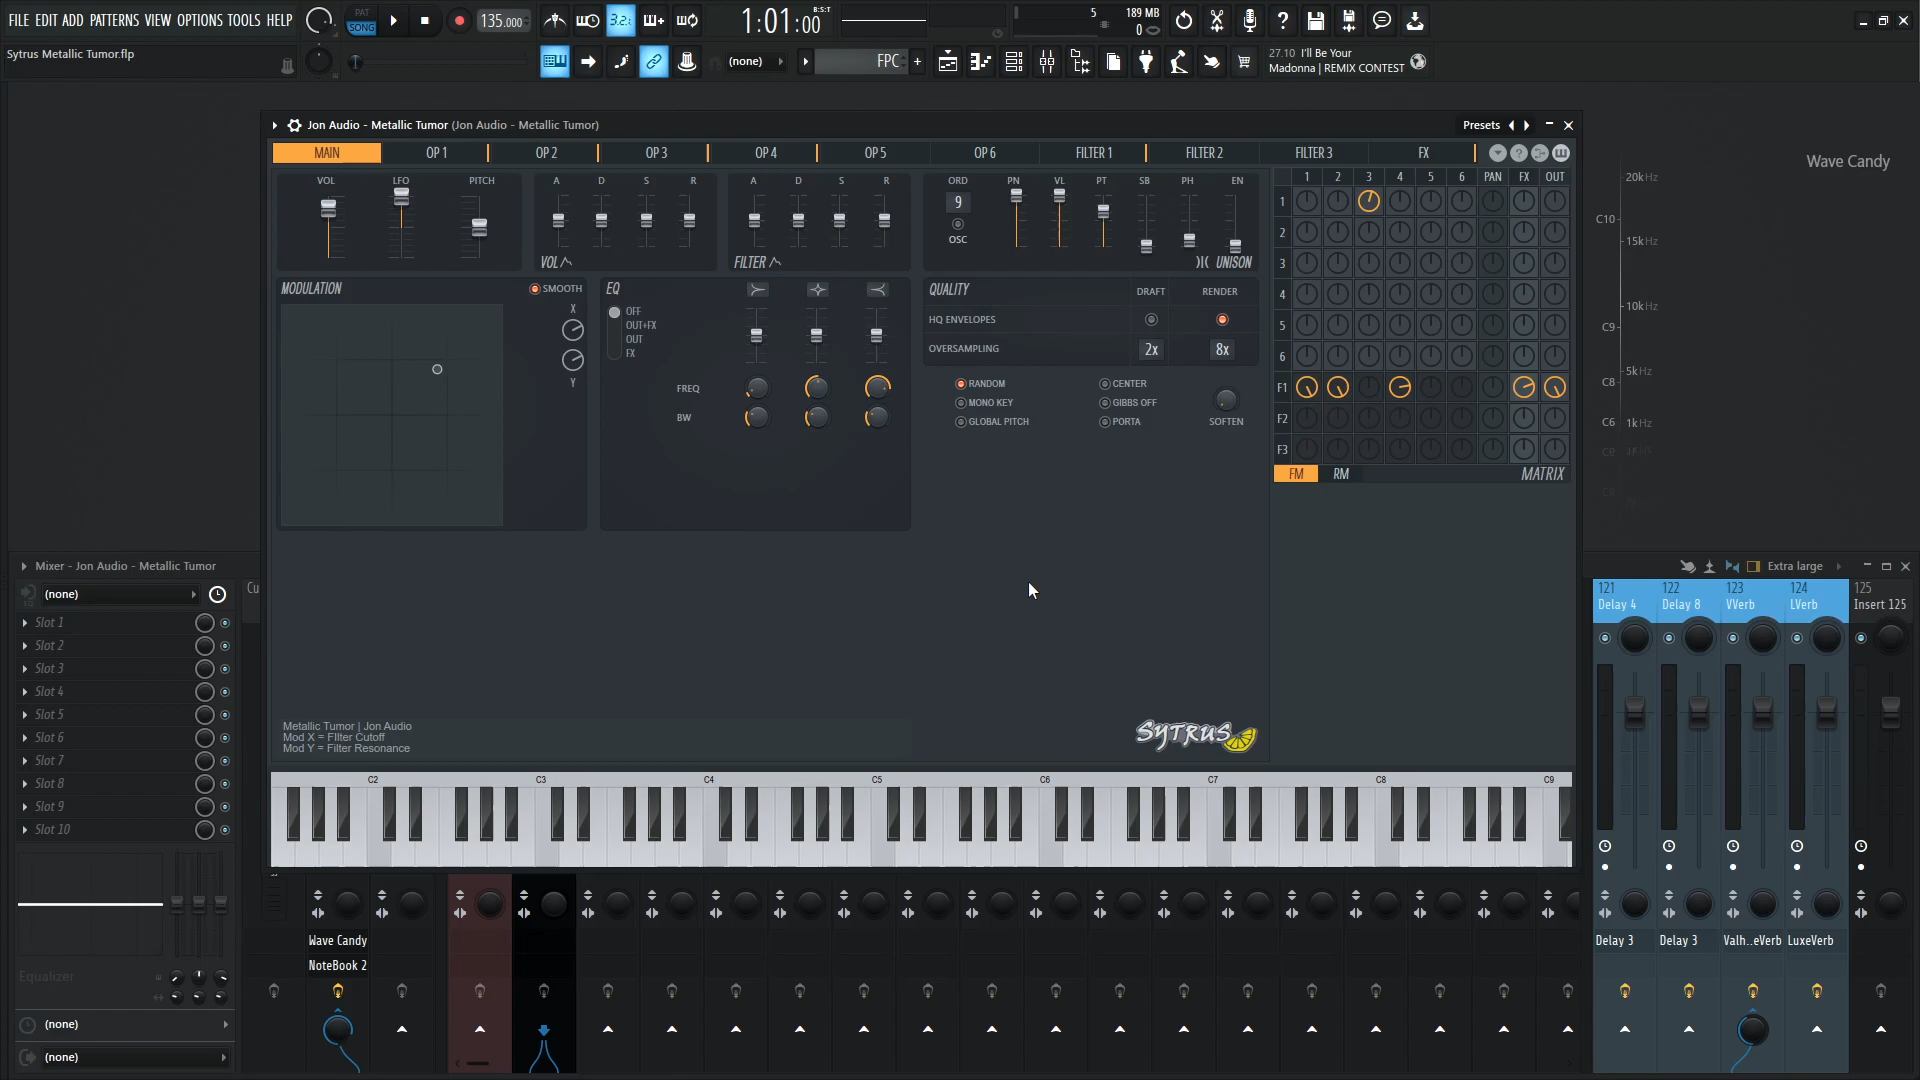 FILE EDIT ADD PATTERNS VIEW OPTIONS TOOLS HELP
PAT
SONG
135.000
3.2.
1:01:00
B:S:T
5
189 MB
0
Sytrus Metallic Tumor.flp
(none)
FPC
27.10 I'll Be Your
Madonna | REMIX CONTEST
Jon Audio - Metallic Tumor (Jon Audio - Metallic Tumor)
Presets
MAIN
OP 1
OP 2
OP 3
OP 4
OP 5
OP 6
FILTER 1
FILTER 2
FILTER 3
FX
VOL
LFO
PITCH
A
D
S
R
VOL
A
D
S
R
FILTER
ORD
9
OSC
PN
VL
PT
SB
PH
EN
UNISON
1
2
3
4
5
6
PAN
FX
OUT
1
2
3
4
5
6
F1
F2
F3
FM
RM
MATRIX
MODULATION
SMOOTH
X
Y
EQ
OFF
OUT+FX
OUT
FX
FREQ
BW
QUALITY
DRAFT
RENDER
HQ ENVELOPES
OVERSAMPLING
2x
8x
RANDOM
MONO KEY
GLOBAL PITCH
CENTER
GIBBS OFF
PORTA
SOFTEN
Metallic Tumor | Jon Audio
Mod X = Filter Cutoff
Mod Y = Filter Resonance
SYTRUS
C2
C3
C4
C5
C6
C7
C8
C9
Wave Candy
20kHz
C10
15kHz
10kHz
C9
5kHz
C8
C6
1kHz
Mixer - Jon Audio - Metallic Tumor
Extra large
(none)
Cu
Slot 1
Slot 2
Slot 3
Slot 4
Slot 5
Slot 6
Slot 7
Slot 8
Slot 9
Slot 10
Equalizer
(none)
(none)
Wave Candy
NoteBook 2
121
Delay 4
122
Delay 8
123
VVerb
124
LVerb
125
Insert 125
Delay 3
Delay 3
Valh..eVerb
LuxeVerb